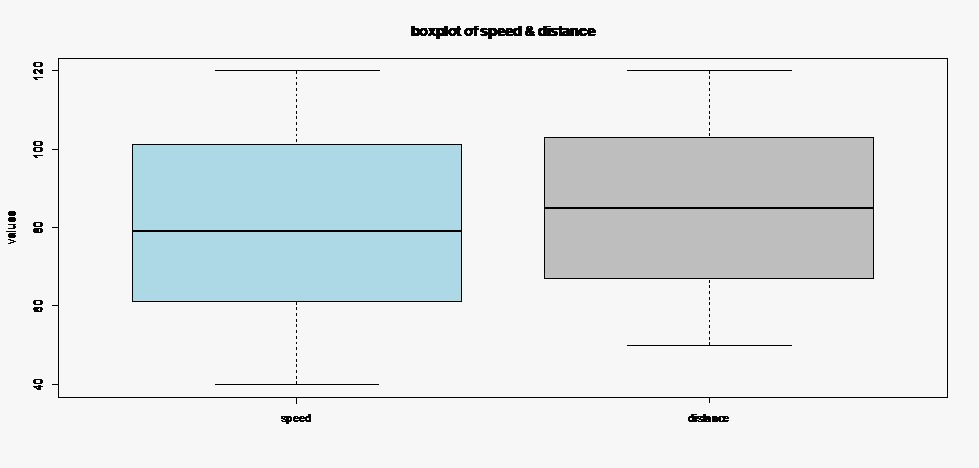 boxplot of speed & distance
120
100
80
60
40
values
speed
distance